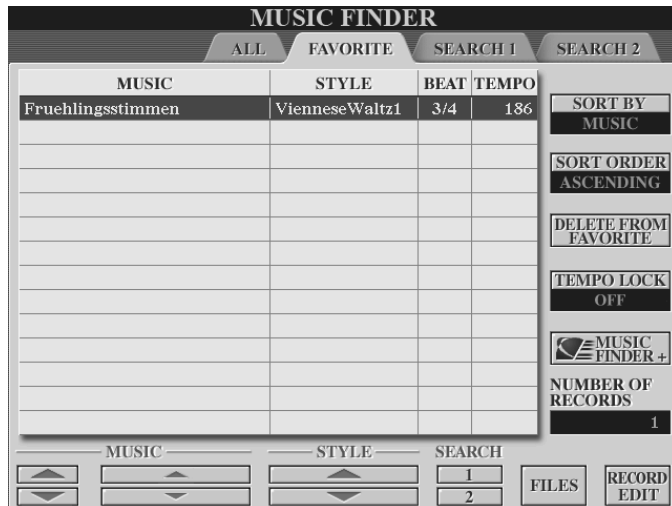 MUSIC FINDER
ALL FAVORITE SEARCH 1 SEARCH 2
MUSIC STYLE BEAT TEMPO
Fruehlingsstimmen VienneseWaltz1 3/4 186
SORT BY
MUSIC
SORT ORDER
ASCENDING
DELETE FROM
FAVORITE
TEMPO LOCK
OFF
MUSIC
FINDER +
NUMBER OF
RECORDS
1
MUSIC STYLE SEARCH
1
2
FILES
RECORD
EDIT